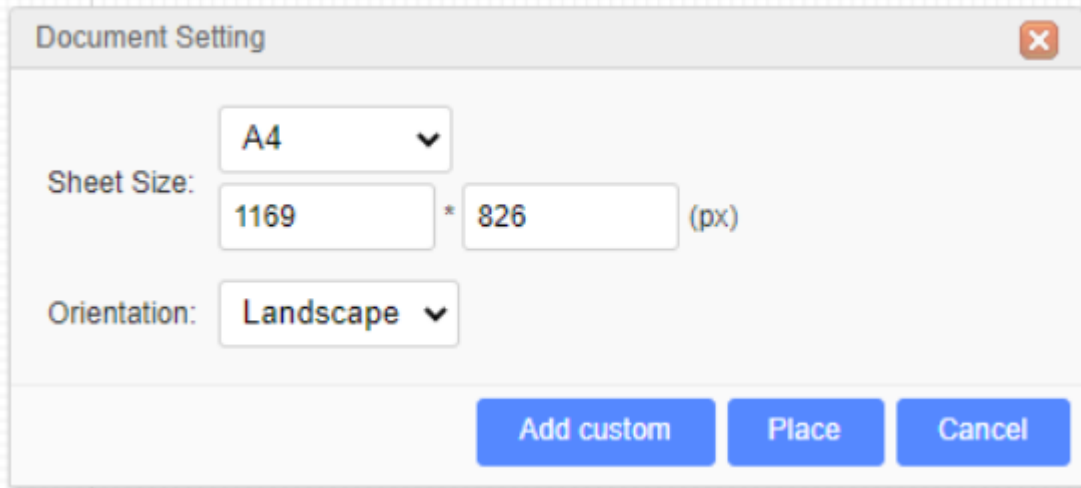 Document Setting
A4
Sheet Size:
1169 * 826 (px)
Orientation: Landscape
Add custom Place Cancel